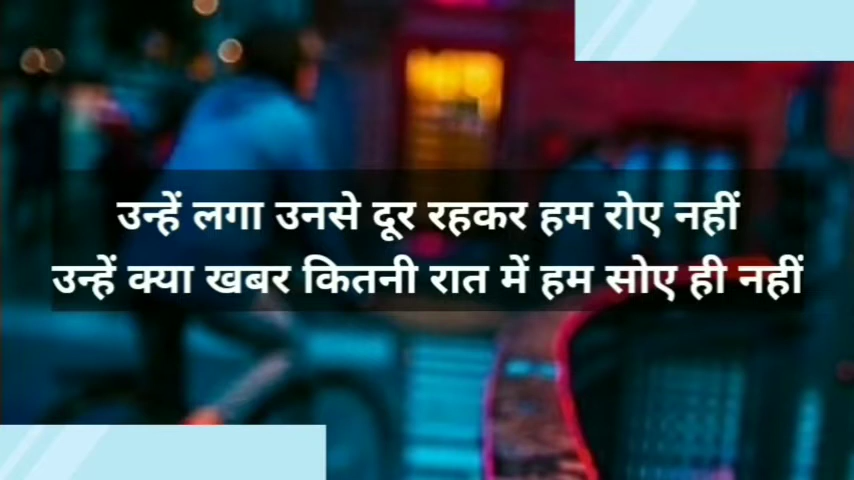 उन्हें लगा उनसे दूर रहकर हम रोए नहीं
उन्हें क्या खबर कितनी रात में हम सोए ही नहीं